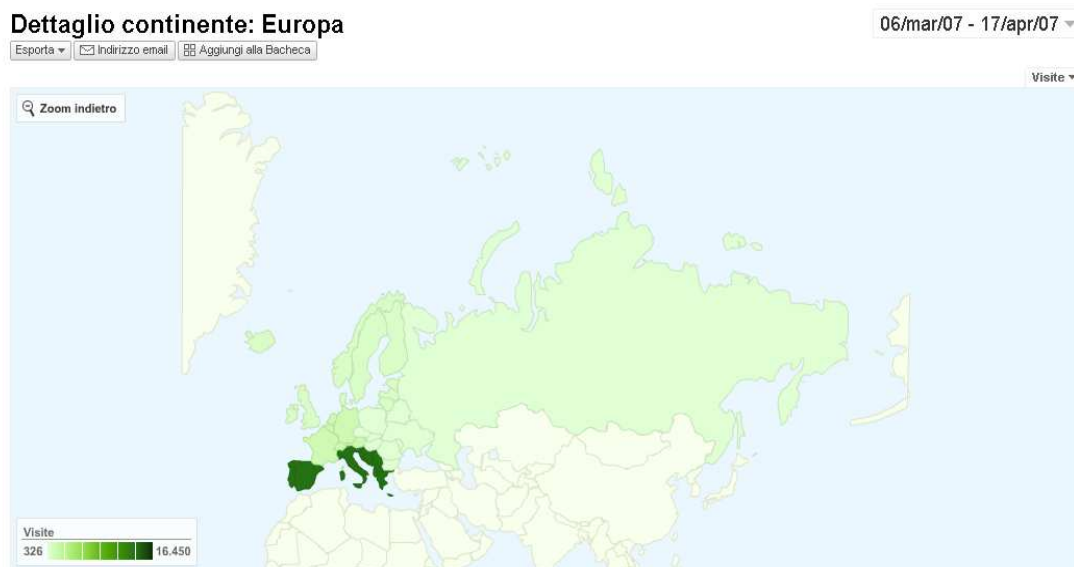 Dettaglio continente: Europa
06/mar/07 - 17/apr/07
Esporta
Indirizzo email
Aggiungi alla Bacheca
Visite
Zoom indietro
Visite
326
16.450